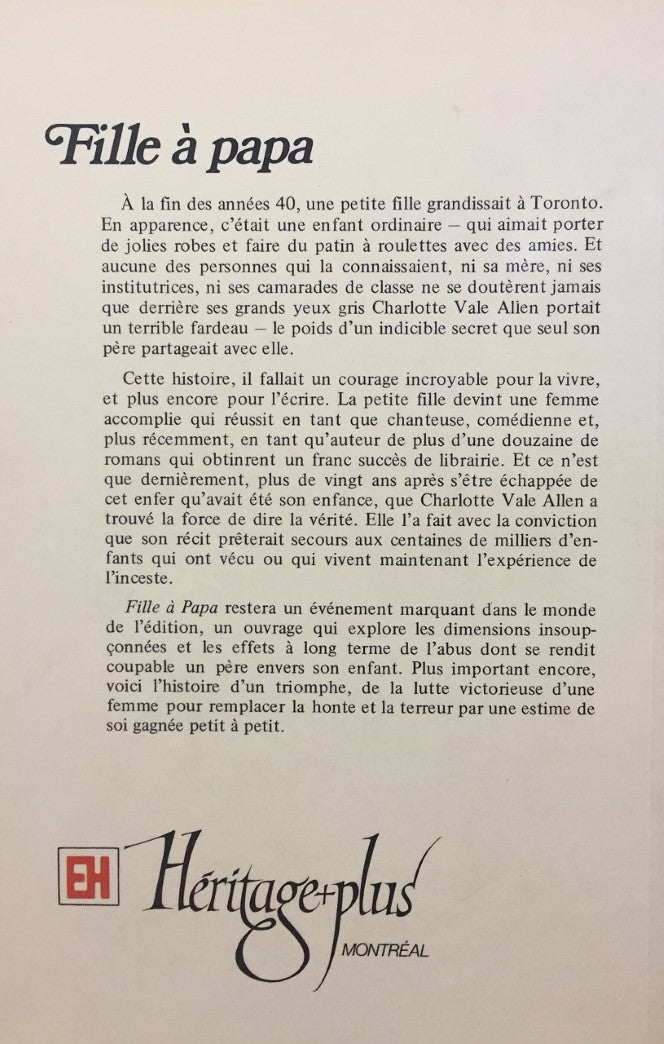 Fille à papa
À la fin des années 40, une petite fille grandissait à Toronto.
En apparence, c'était une enfant ordinaire — qui aimait porter
de jolies robes et faire du patin à roulettes avec des amies. Et
aucune des personnes qui la connaissaient, ni sa mère, ni ses
institutrices, ni ses camarades de classe ne se doutèrent jamais
que derrière ses grands yeux gris Charlotte Vale Allen portait
un terrible fardeau — le poids d'un indicible secret que seul son
père partageait avec elle.
Cette histoire, il fallait un courage incroyable pour la vivre,
et plus encore pour l'écrire. La petite fille devint une femme
accomplie qui réussit en tant que chanteuse, comédienne et,
plus récemment, en tant qu'auteur de plus d'une douzaine de
romans qui obtinrent un franc succès de librairie. Et ce n'est
que dernièrement, plus de vingt ans après s'être échappée de
cet enfer qu'avait été son enfance, que Charlotte Vale Allen a
trouvé la force de dire la vérité. Elle l'a fait avec la conviction
que son récit prêterait secours aux centaines de milliers d'en-
fants qui ont vécu ou qui vivent maintenant l'expérience de
l'inceste.
Fille à Papa restera un événement marquant dans le monde
de l'édition, un ouvrage qui explore les dimensions insoup-
çonnées et les effets à long terme de l'abus dont se rendit
coupable un père envers son enfant. Plus important encore,
voici l'histoire d'un triomphe, de la lutte victorieuse d'une
femme pour remplacer la honte et la terreur par une estime de
soi gagnée petit à petit.
EH Héritage+plus
MONTRÉAL